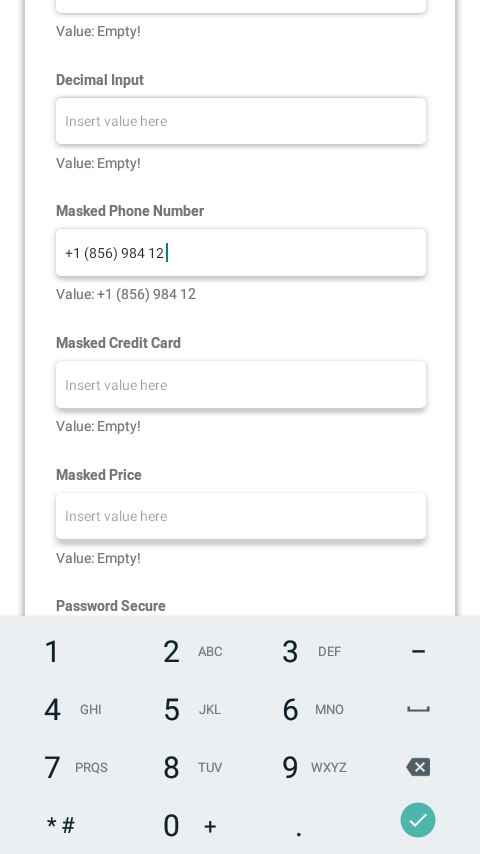 Value: Empty!
Decimal Input
Insert value here
Value: Empty!
Masked Phone Number
+1 (856) 984 12
Value: +1 (856) 984 12
Masked Credit Card
Insert value here
Value: Empty!
Masked Price
Insert value here
Value: Empty!
Password Secure
1 2 ABC 3 DEF -
4 GHI 5 JKL 6 MNO
7 PRQS 8 TUV 9 WXYZ
* # 0 + .